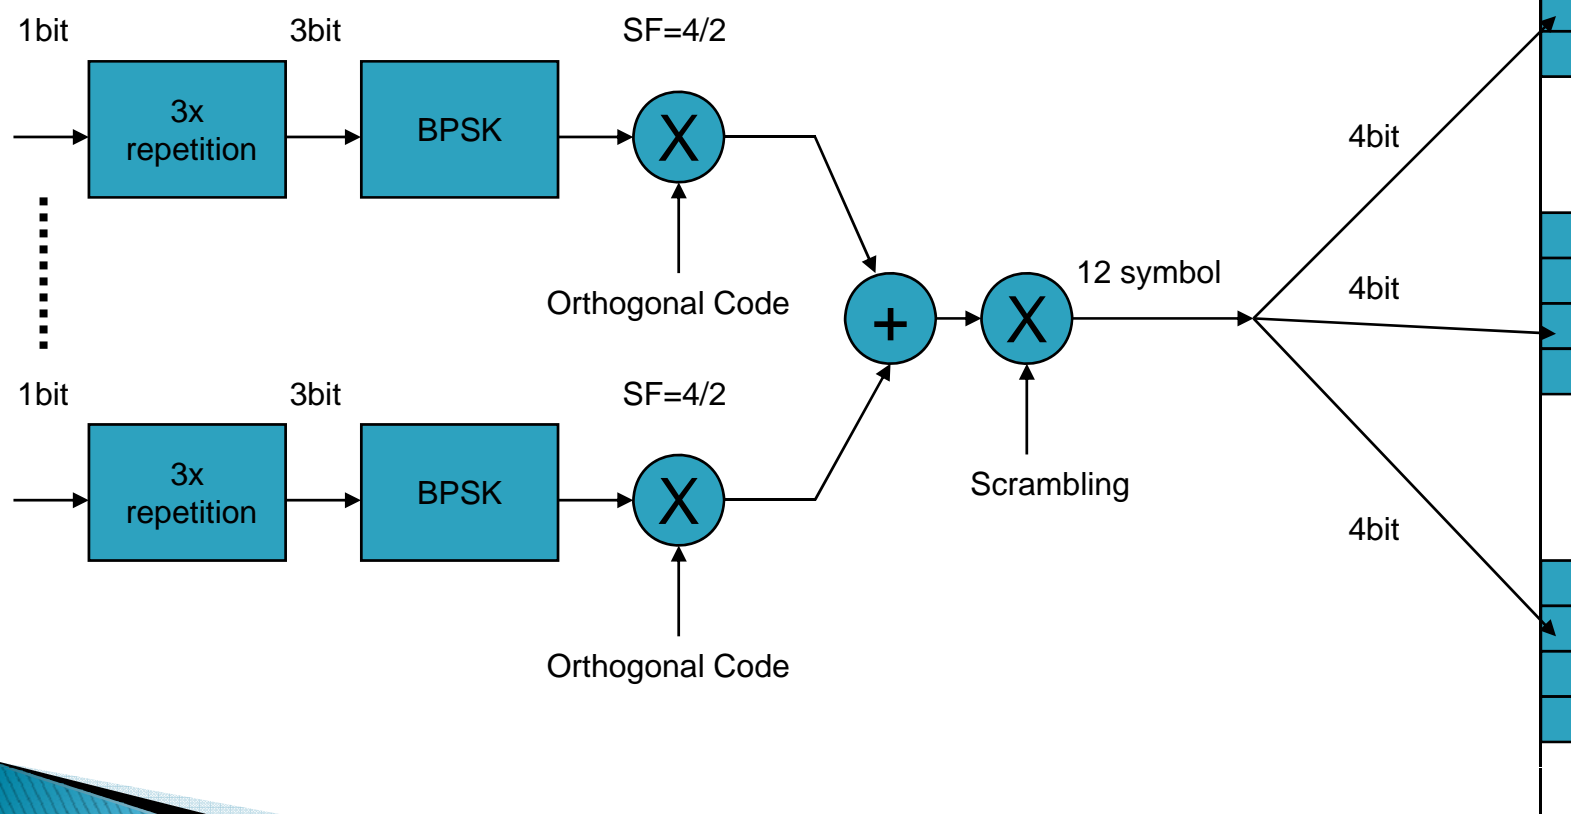 1bit
3bit
SF=4/2
3x
repetition
BPSK
X
Orthogonal Code
4bit
12 symbol
4bit
+
X
1bit
3bit
SF=4/2
3x
repetition
BPSK
X
Scrambling
4bit
Orthogonal Code